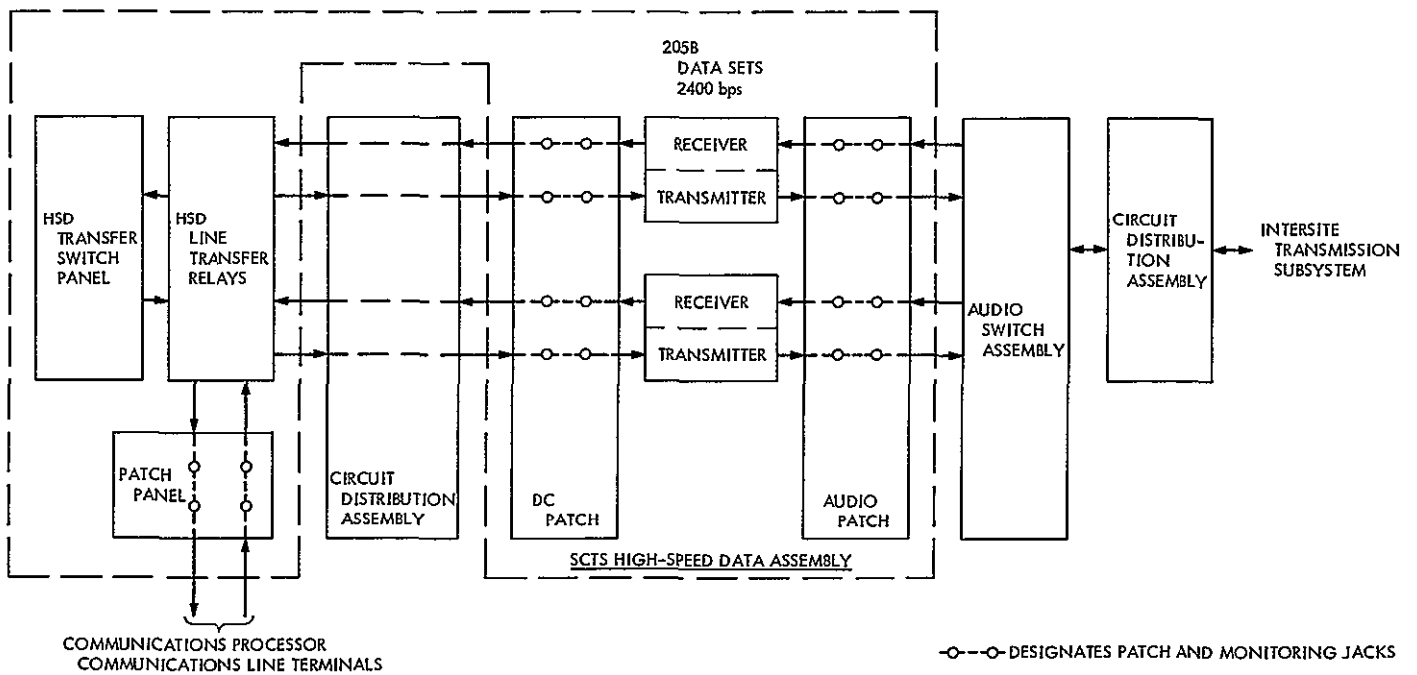 205B
DATA SETS
2400 bps
HSD
TRANSFER
SWITCH
PANEL
HSD
LINE
TRANSFER
RELAYS
RECEIVER
TRANSMITTER
RECEIVER
TRANSMITTER
CIRCUIT
DISTRIBU-
TION
ASSEMBLY
INTERSITE
TRANSMISSION
SUBSYSTEM
AUDIO
SWITCH
ASSEMBLY
PATCH
PANEL
CIRCUIT
DISTRIBUTION
ASSEMBLY
DC
PATCH
AUDIO
PATCH
SCTS HIGH-SPEED DATA ASSEMBLY
COMMUNICATIONS PROCESSOR
COMMUNICATIONS LINE TERMINALS
DESIGNATES PATCH AND MONITORING JACKS